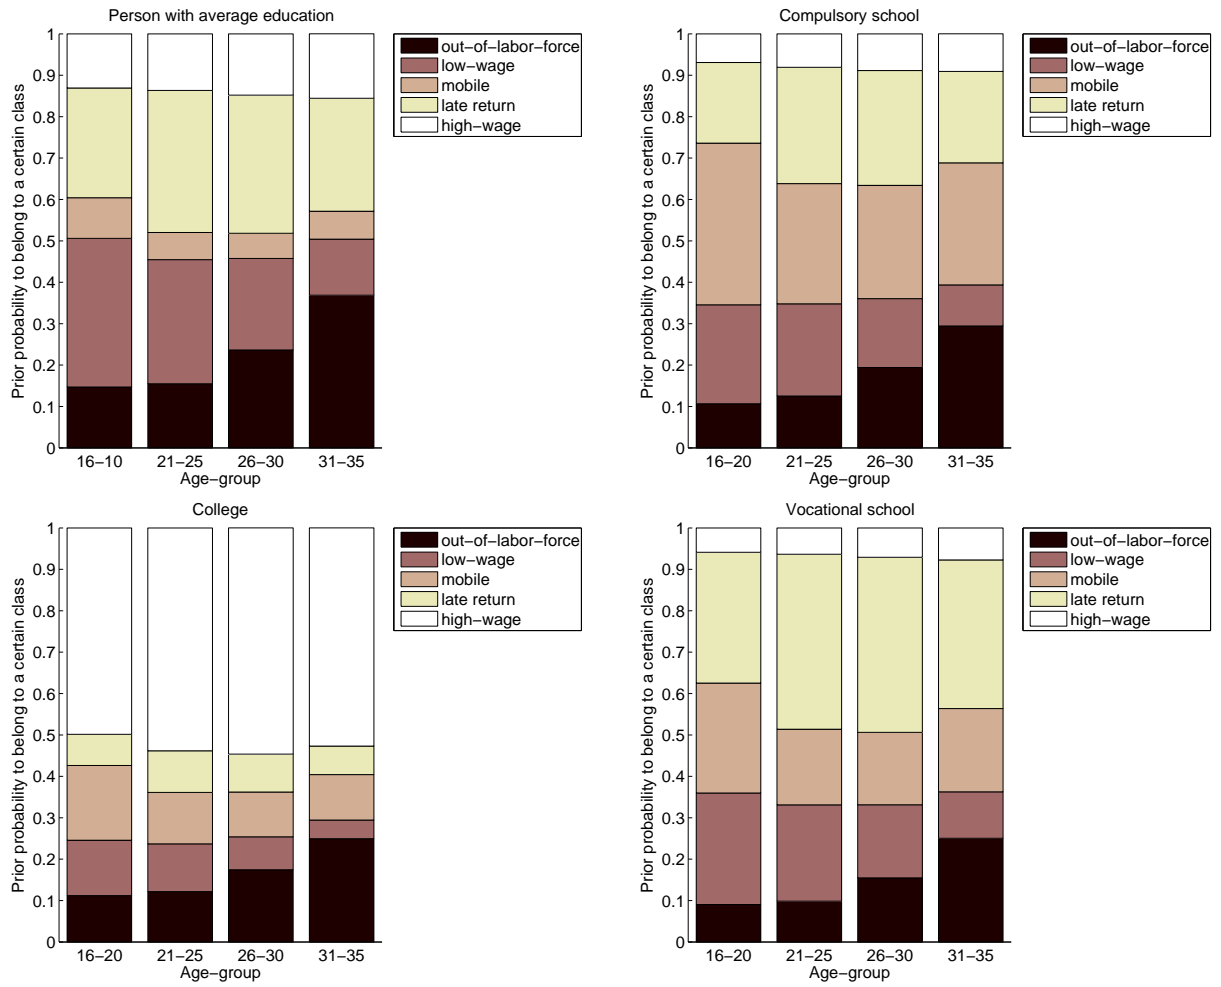 Person with average education
Prior probability to belong to a certain class
1
0.9
0.8
0.7
0.6
0.5
0.4
0.3
0.2
0.1
0
16−10 21−25 26−30 31−35
Age−group
out−of−labor−force
low−wage
mobile
late return
high−wage
Compulsory school
Prior probability to belong to a certain class
1
0.9
0.8
0.7
0.6
0.5
0.4
0.3
0.2
0.1
0
16−20 21−25 26−30 31−35
Age−group
out−of−labor−force
low−wage
mobile
late return
high−wage
College
Prior probability to belong to a certain class
1
0.9
0.8
0.7
0.6
0.5
0.4
0.3
0.2
0.1
0
16−20 21−25 26−30 31−35
Age−group
out−of−labor−force
low−wage
mobile
late return
high−wage
Vocational school
Prior probability to belong to a certain class
1
0.9
0.8
0.7
0.6
0.5
0.4
0.3
0.2
0.1
0
16−20 21−25 26−30 31−35
Age−group
out−of−labor−force
low−wage
mobile
late return
high−wage